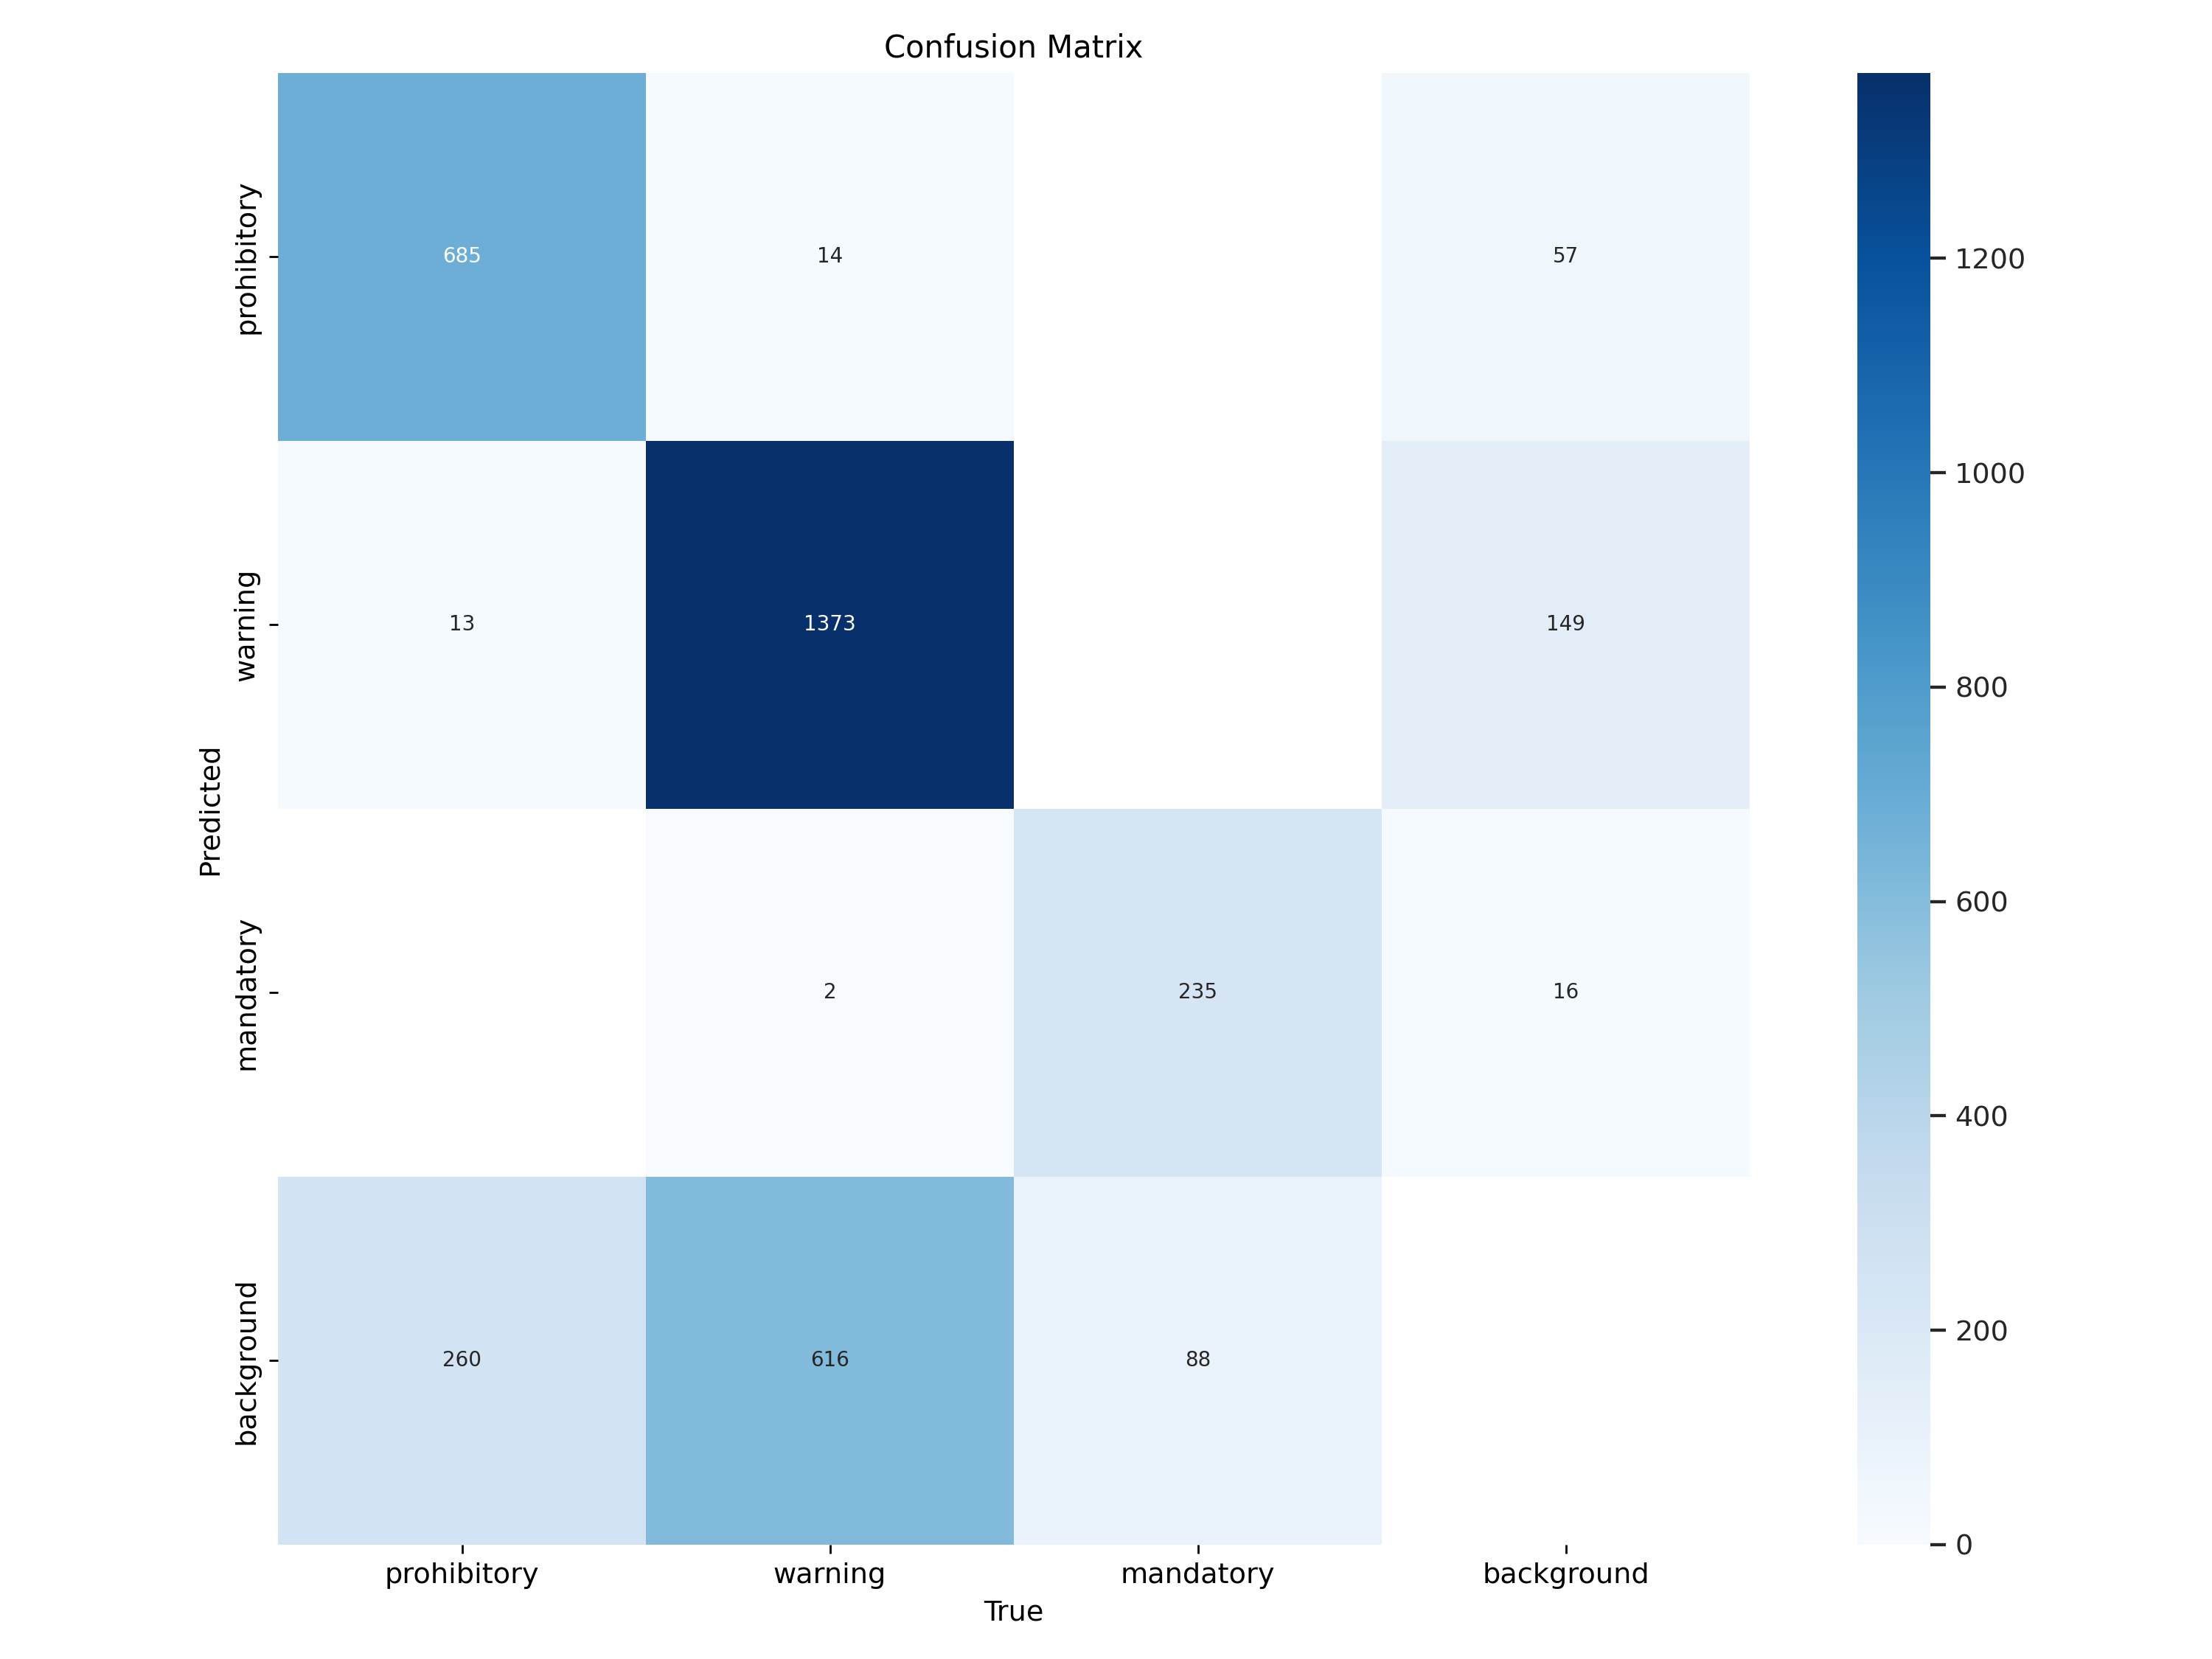 Confusion Matrix
prohibitory
685
14
57
warning
13
1373
149
mandatory
2
235
16
background
260
616
88
Predicted
prohibitory
warning
mandatory
background
True
1200
1000
800
600
400
200
0